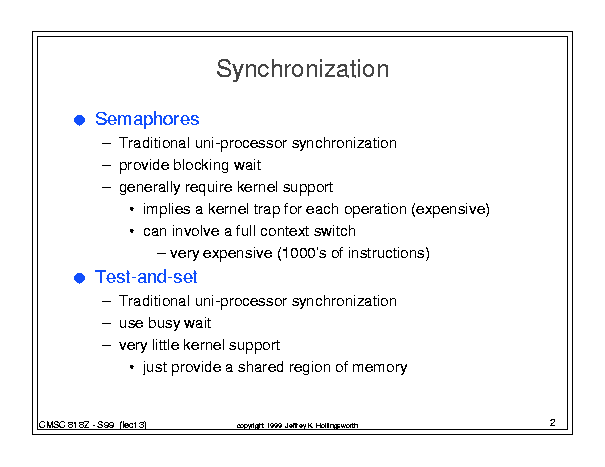 Synchronization
● Semaphores
– Traditional uni-processor synchronization
– provide blocking wait
– generally require kernel support
• implies a kernel trap for each operation (expensive)
• can involve a full context switch
– very expensive (1000's of instructions)
● Test-and-set
– Traditional uni-processor synchronization
– use busy wait
– very little kernel support
• just provide a shared region of memory
CMSC 818Z - S99 (lect 3)
copyright 1999 Jeffrey K. Hollingsworth
2